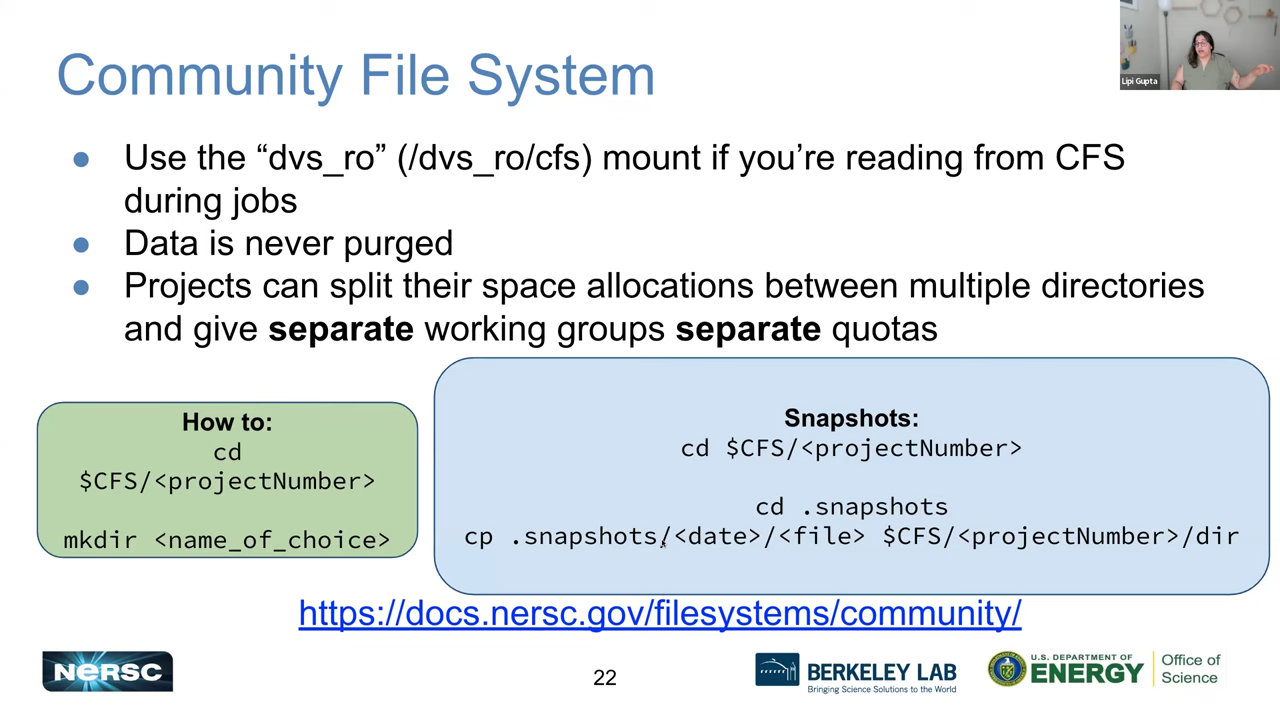 Community File System
Lipi Gupta
● Use the “dvs_ro” (/dvs_ro/cfs) mount if you’re reading from CFS
during jobs
● Data is never purged
● Projects can split their space allocations between multiple directories
and give separate working groups separate quotas
How to:
cd
$CFS/<projectNumber>
mkdir <name_of_choice>
Snapshots:
cd $CFS/<projectNumber>
cd .snapshots
cp .snapshots/<date>/<file> $CFS/<projectNumber>/dir
https://docs.nersc.gov/filesystems/community/
NERSC
22
BERKELEY LAB
Bringing Science Solutions to the World
U.S. DEPARTMENT OF
ENERGY
Office of
Science